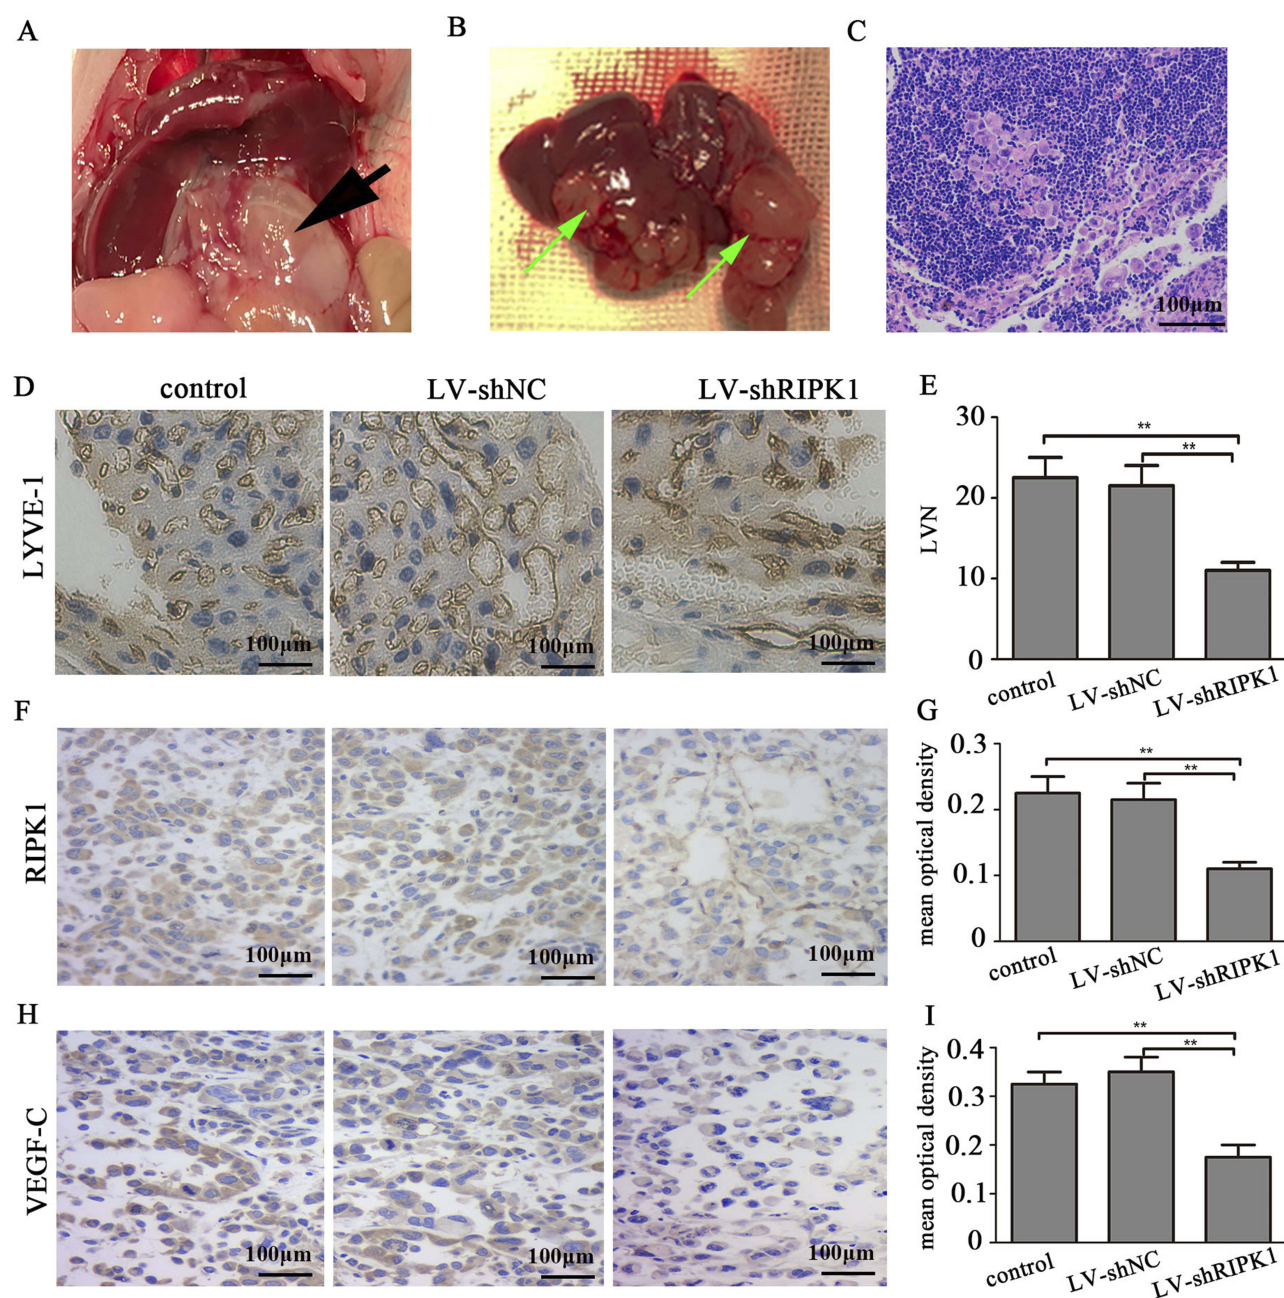 A
B
C
100μm
D
control
LV-shNC
LV-shRIPK1
E
LYVE-1
100μm
100μm
100μm
30
20
10
0
LVN
**
**
control
LV-shNC
LV-shRIPK1
F
G
RIPK1
100μm
100μm
100μm
0.3
0.2
0.1
0
mean optical density
**
**
control
LV-shNC
LV-shRIPK1
H
I
VEGF-C
100μm
100μm
100μm
0.4
0.3
0.2
0.1
0
mean optical density
**
**
control
LV-shNC
LV-shRIPK1